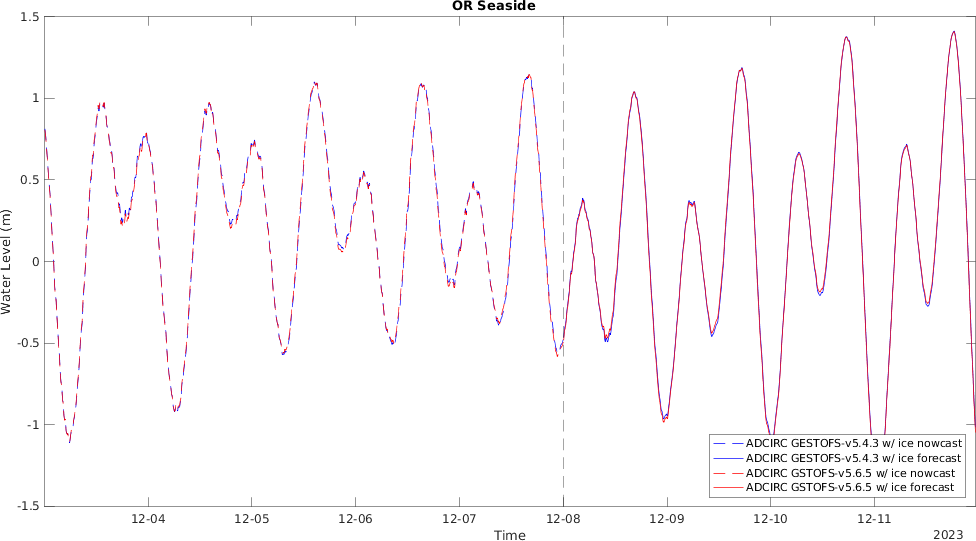 OR Seaside
1.5
1
0.5
0
-0.5
-1
-1.5
Water Level (m)
12-04 12-05 12-06 12-07 12-08 12-09 12-10 12-11
Time
2023
ADCIRC GESTOFS-v5.4.3 w/ ice nowcast
ADCIRC GESTOFS-v5.4.3 w/ ice forecast
ADCIRC GSTOFS-v5.6.5 w/ ice nowcast
ADCIRC GSTOFS-v5.6.5 w/ ice forecast